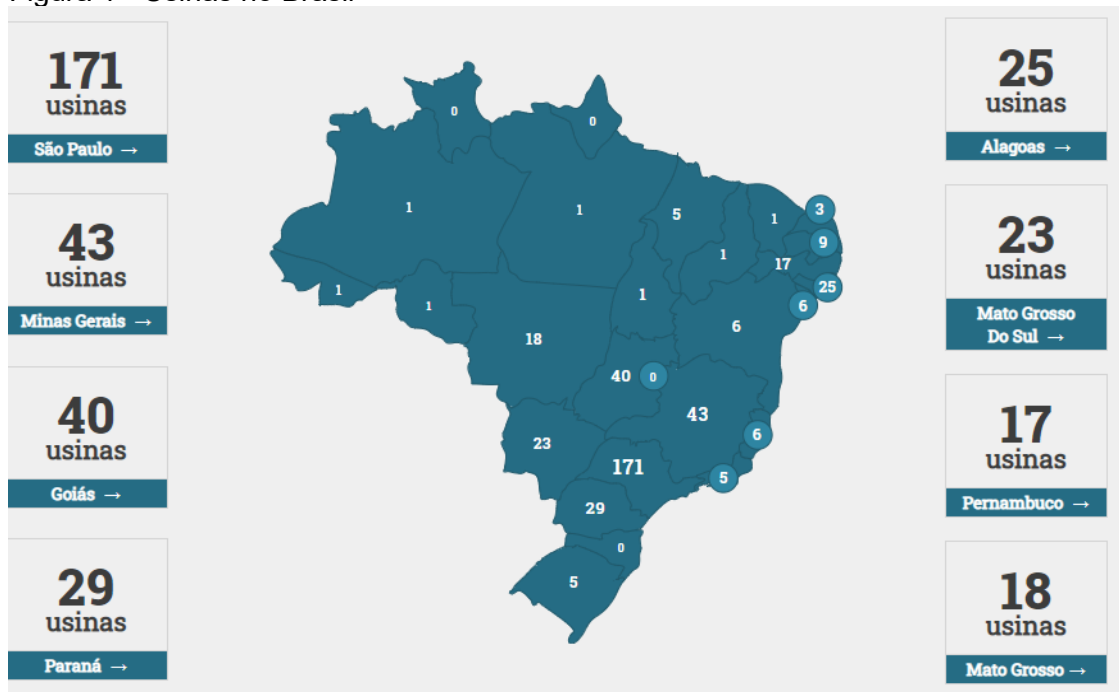 171
usinas
São Paulo →
43
usinas
Minas Gerais →
40
usinas
Goiás →
29
usinas
Paraná →
0
0
1
1
5
1
3
9
1
17
25
6
1
1
1
18
6
40
0
43
23
6
171
5
29
0
5
25
usinas
Alagoas →
23
usinas
Mato Grosso
Do Sul →
17
usinas
Pernambuco →
18
usinas
Mato Grosso →